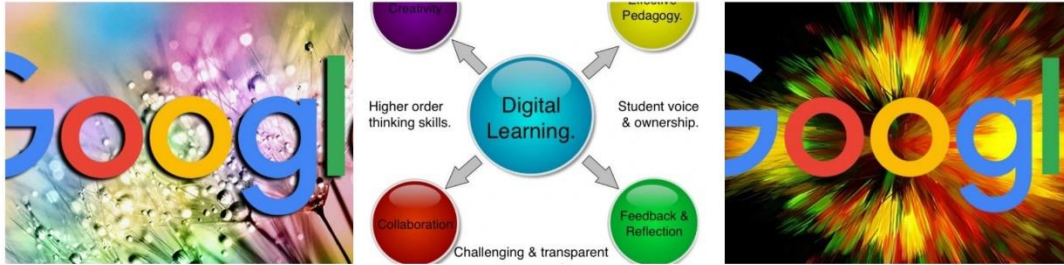 Googl
Creativity
Effective
Pedagogy.
Higher order
thinking skills.
Digital
Learning.
Student voice
& ownership.
Collaboration
Feedback &
Reflection
Challenging & transparent
Googl